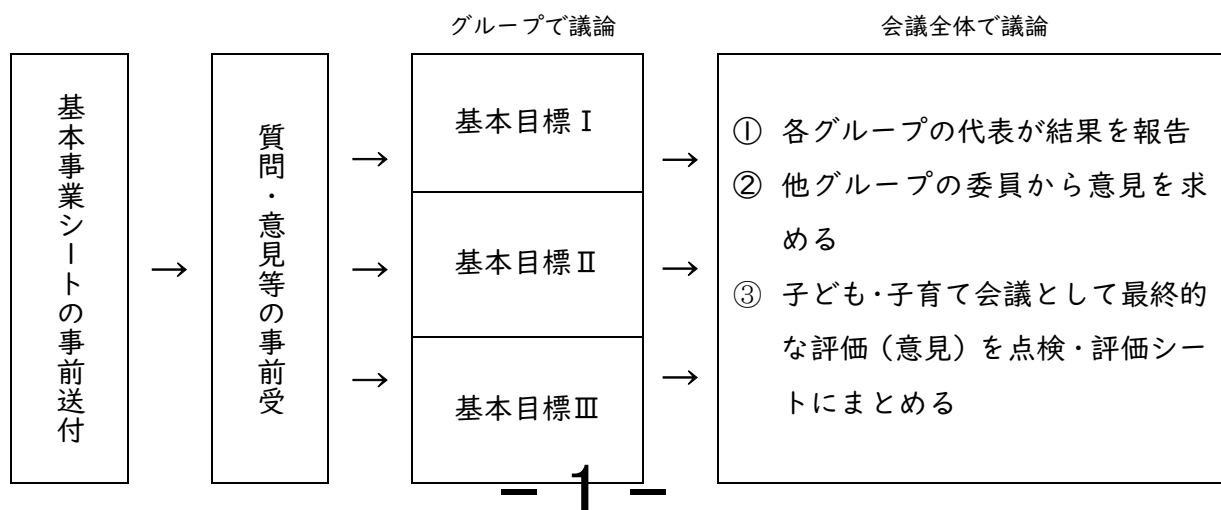 グループで議論
会議全体で議論
基本事業シートの事前送付
→
質問・意見等の事前受
→
→
→
基本目標Ⅰ
基本目標Ⅱ
基本目標Ⅲ
→
→
→
① 各グループの代表が結果を報告
② 他グループの委員から意見を求
める
③ 子ども・子育て会議として最終的
な評価（意見）を点検・評価シー
トにまとめる
－ 1 －